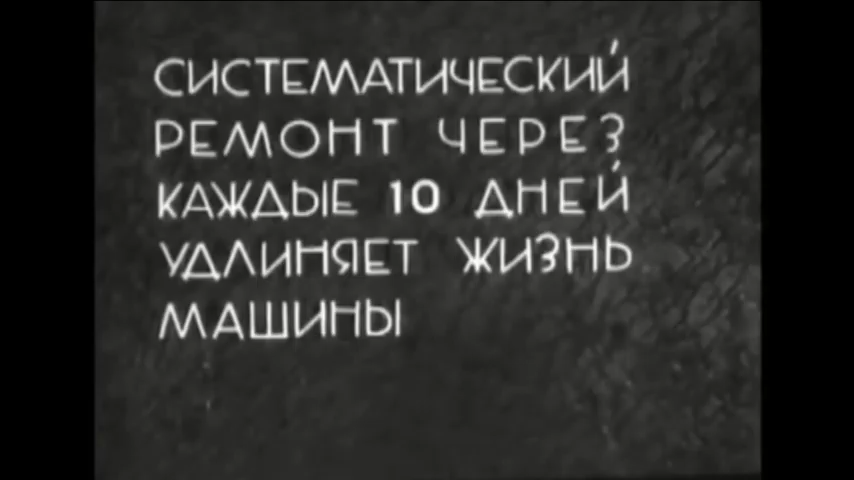 СИСТЕМАТИЧЕСКИЙ
РЕМОНТ ЧЕРЕЗ
КАЖДЫЕ 10 ДНЕЙ
УДЛИНЯЕТ ЖИЗНЬ
МАШИНЫ